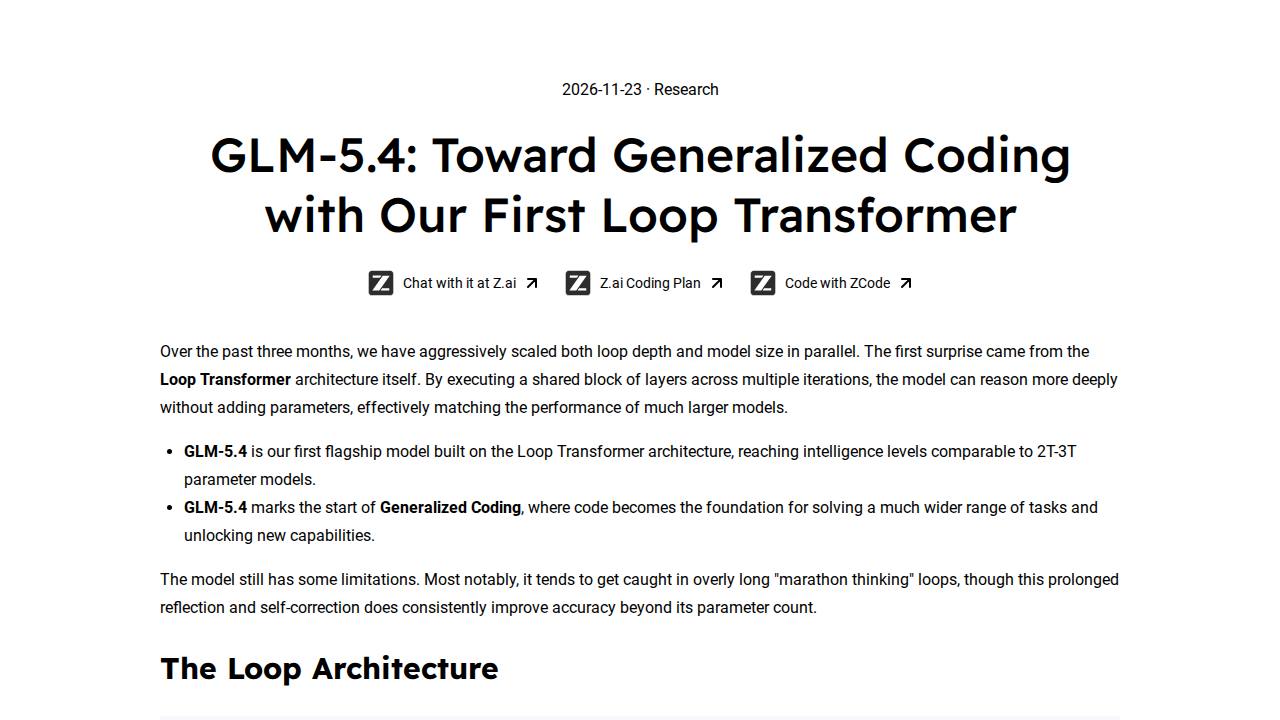 2026-11-23 · Research
GLM-5.4: Toward Generalized Coding
with Our First Loop Transformer
Chat with it at Z.ai
Z.ai Coding Plan
Code with ZCode
Over the past three months, we have aggressively scaled both loop depth and model size in parallel. The first surprise came from the
Loop Transformer architecture itself. By executing a shared block of layers across multiple iterations, the model can reason more deeply
without adding parameters, effectively matching the performance of much larger models.
• GLM-5.4 is our first flagship model built on the Loop Transformer architecture, reaching intelligence levels comparable to 2T-3T
parameter models.
• GLM-5.4 marks the start of Generalized Coding, where code becomes the foundation for solving a much wider range of tasks and
unlocking new capabilities.
The model still has some limitations. Most notably, it tends to get caught in overly long "marathon thinking" loops, though this prolonged
reflection and self-correction does consistently improve accuracy beyond its parameter count.
The Loop Architecture